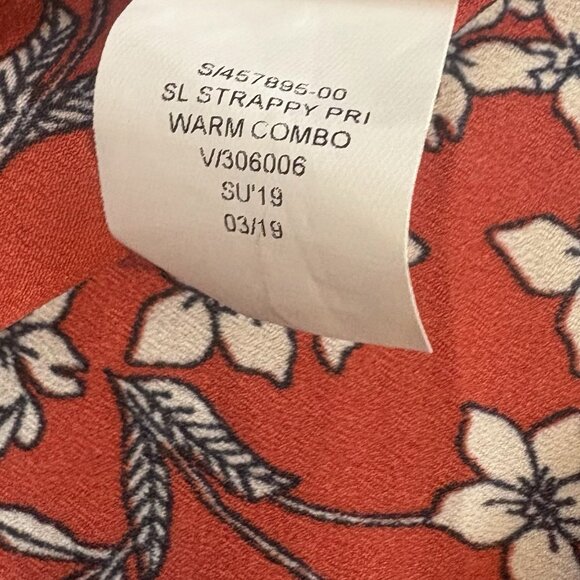 S/457895-00
SL STRAPPY PRI
WARM COMBO
V/306006
SU'19
03/19